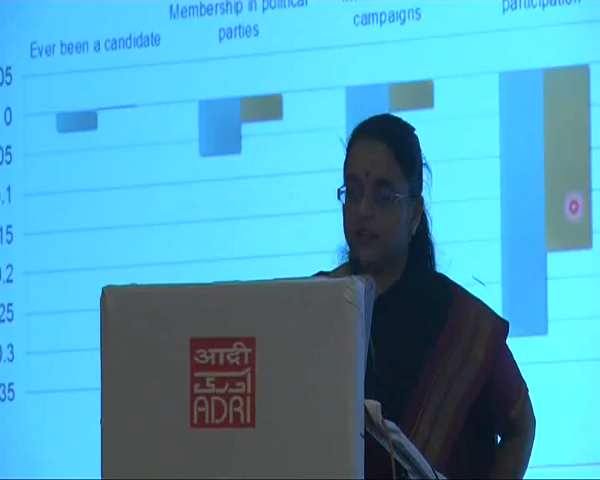 Membership in political
parties
campaigns
participation
Ever been a candidate
05
0
05
.1
15
0.2
25
0.3
35
आद्री
آدری
ADRI